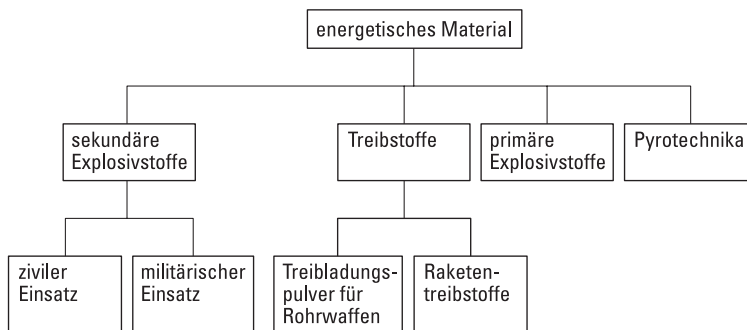 energetisches Material
sekundäre
Explosivstoffe
Treibstoffe
primäre
Explosivstoffe
Pyrotechnika
ziviler
Einsatz
militärischer
Einsatz
Treibladungs-
pulver für
Rohrwaffen
Raketen-
treibstoffe